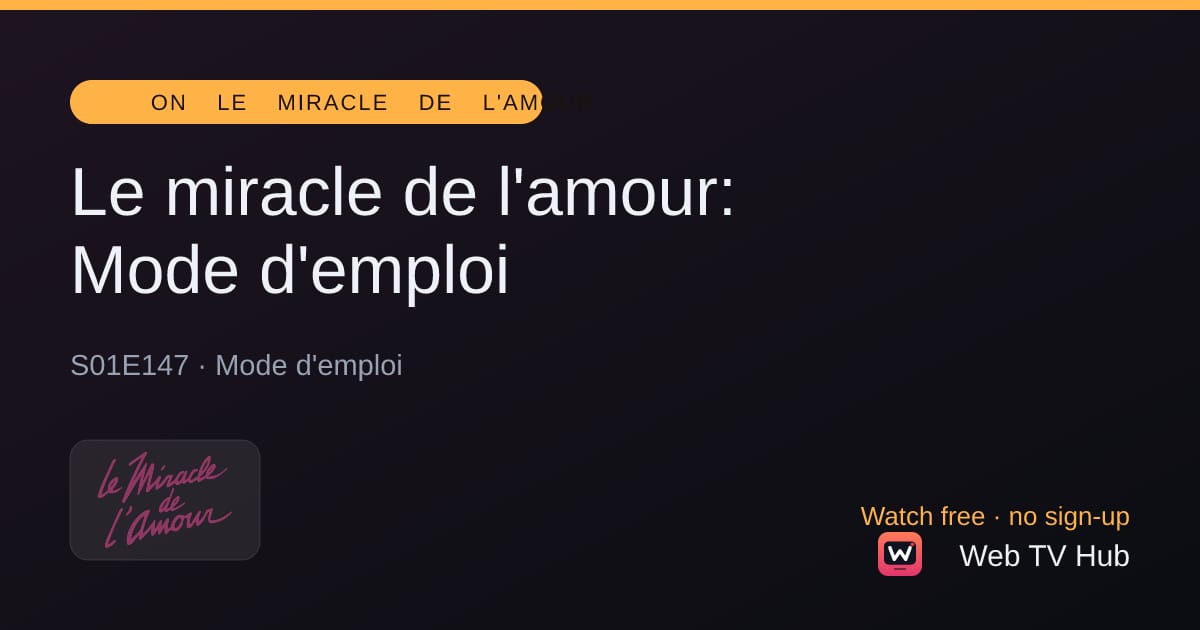 ON LE MIRACLE DE L'AMOUR
Le miracle de l'amour:
Mode d'emploi
S01E147 · Mode d'emploi
Le Miracle
de
l'Amour
Watch free · no sign-up
W
Web TV Hub